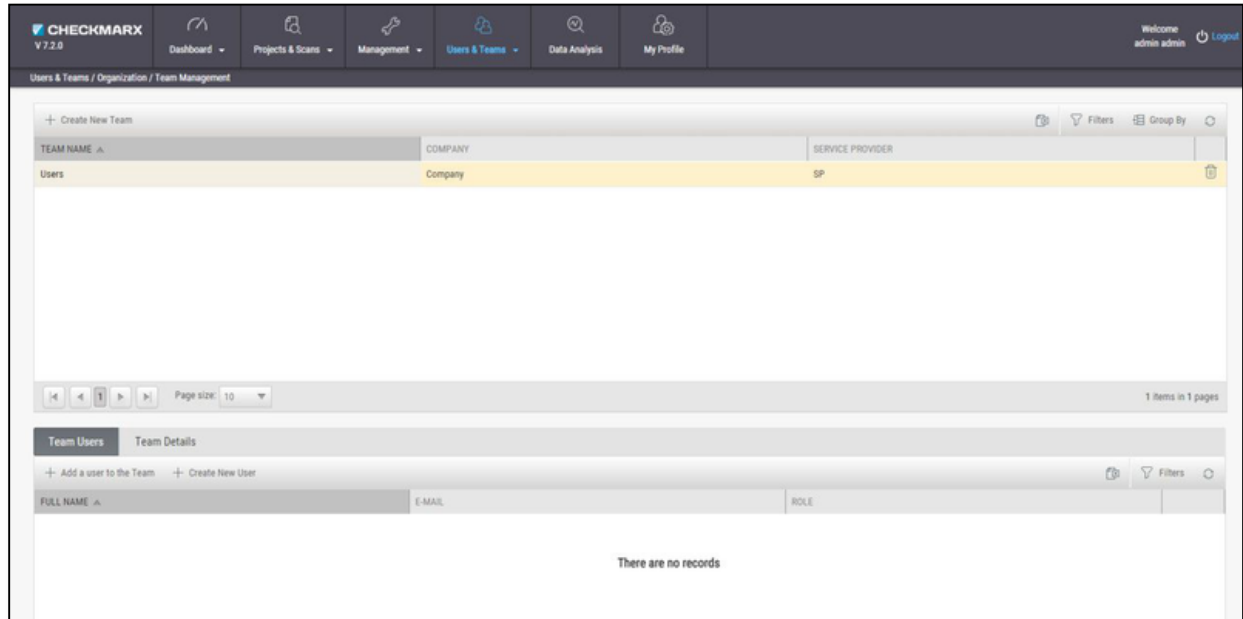 CHECKMARX
V 7.2.0
Dashboard
Projects & Scans
Management
Users & Teams
Data Analysis
My Profile
Welcome
admin admin
Logout
Users & Teams / Organization / Team Management
Create New Team
Filters
Group By
TEAM NAME
COMPANY
SERVICE PROVIDER
Users
Company
SP
1
Page size: 10
1 items in 1 pages
Team Users
Team Details
Add a user to the Team
Create New User
Filters
FULL NAME
E-MAIL
ROLE
There are no records